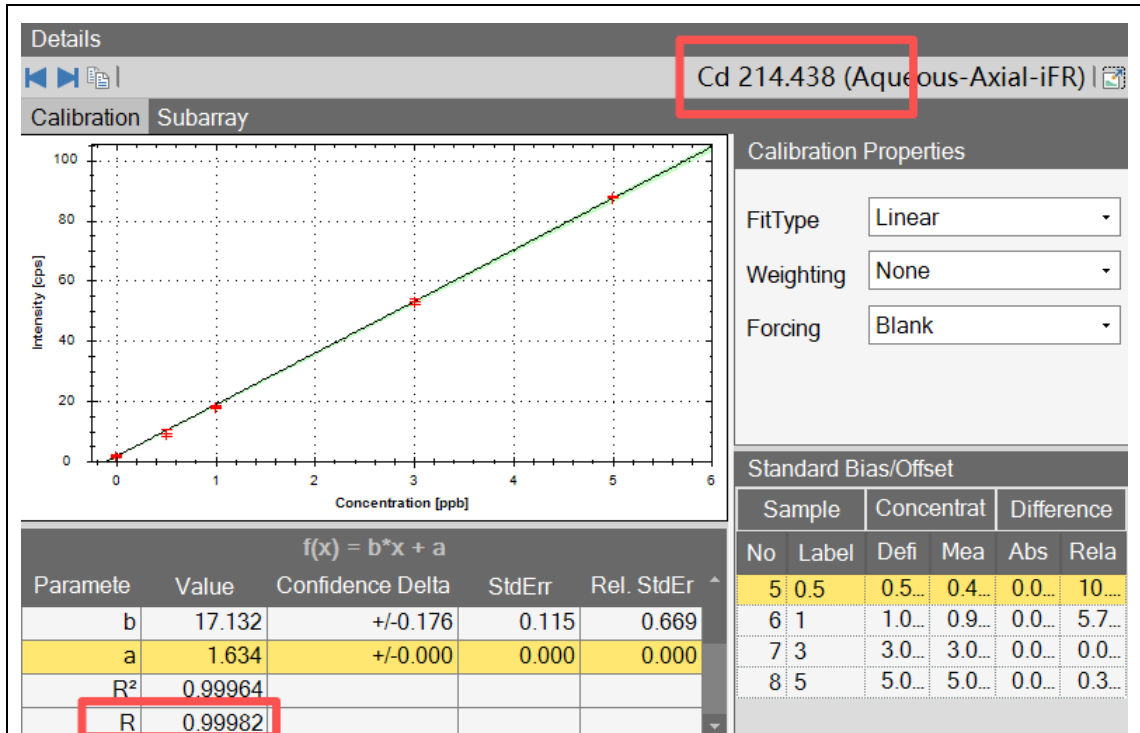 Details
Cd 214.438 (Aqueous-Axial-iFR)
Calibration Subarray
100
80
60
40
20
0
Intensity [cps]
0 1 2 3 4 5 6
Concentration [ppb]
Calibration Properties
FitType Linear
Weighting None
Forcing Blank
f(x) = b*x + a
Paramete Value Confidence Delta StdErr Rel. StdEr
b 17.132 +/-0.176 0.115 0.669
a 1.634 +/-0.000 0.000 0.000
R² 0.99964
R 0.99982
Standard Bias/Offset
Sample Concentrat Difference
No Label Defi Mea Abs Rela
5 0.5 0.5... 0.4... 0.0... 10....
6 1 1.0... 0.9... 0.0... 5.7...
7 3 3.0... 3.0... 0.0... 0.0...
8 5 5.0... 5.0... 0.0... 0.3...